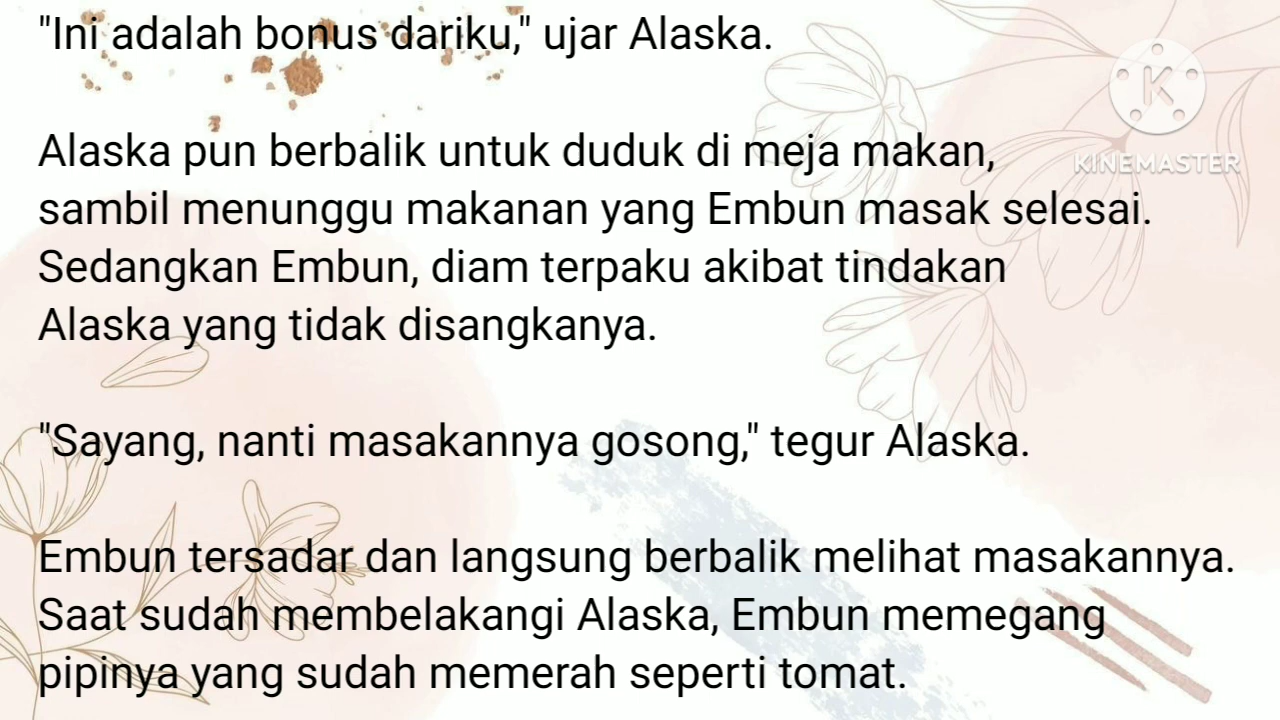 "Ini adalah bonus dariku," ujar Alaska.
Alaska pun berbalik untuk duduk di meja makan,
sambil menunggu makanan yang Embun masak selesai.
Sedangkan Embun, diam terpaku akibat tindakan
Alaska yang tidak disangkanya.
"Sayang, nanti masakannya gosong," tegur Alaska.
Embun tersadar dan langsung berbalik melihat masakannya.
Saat sudah membelakangi Alaska, Embun memegang
pipinya yang sudah memerah seperti tomat.
K
KINEMASTER